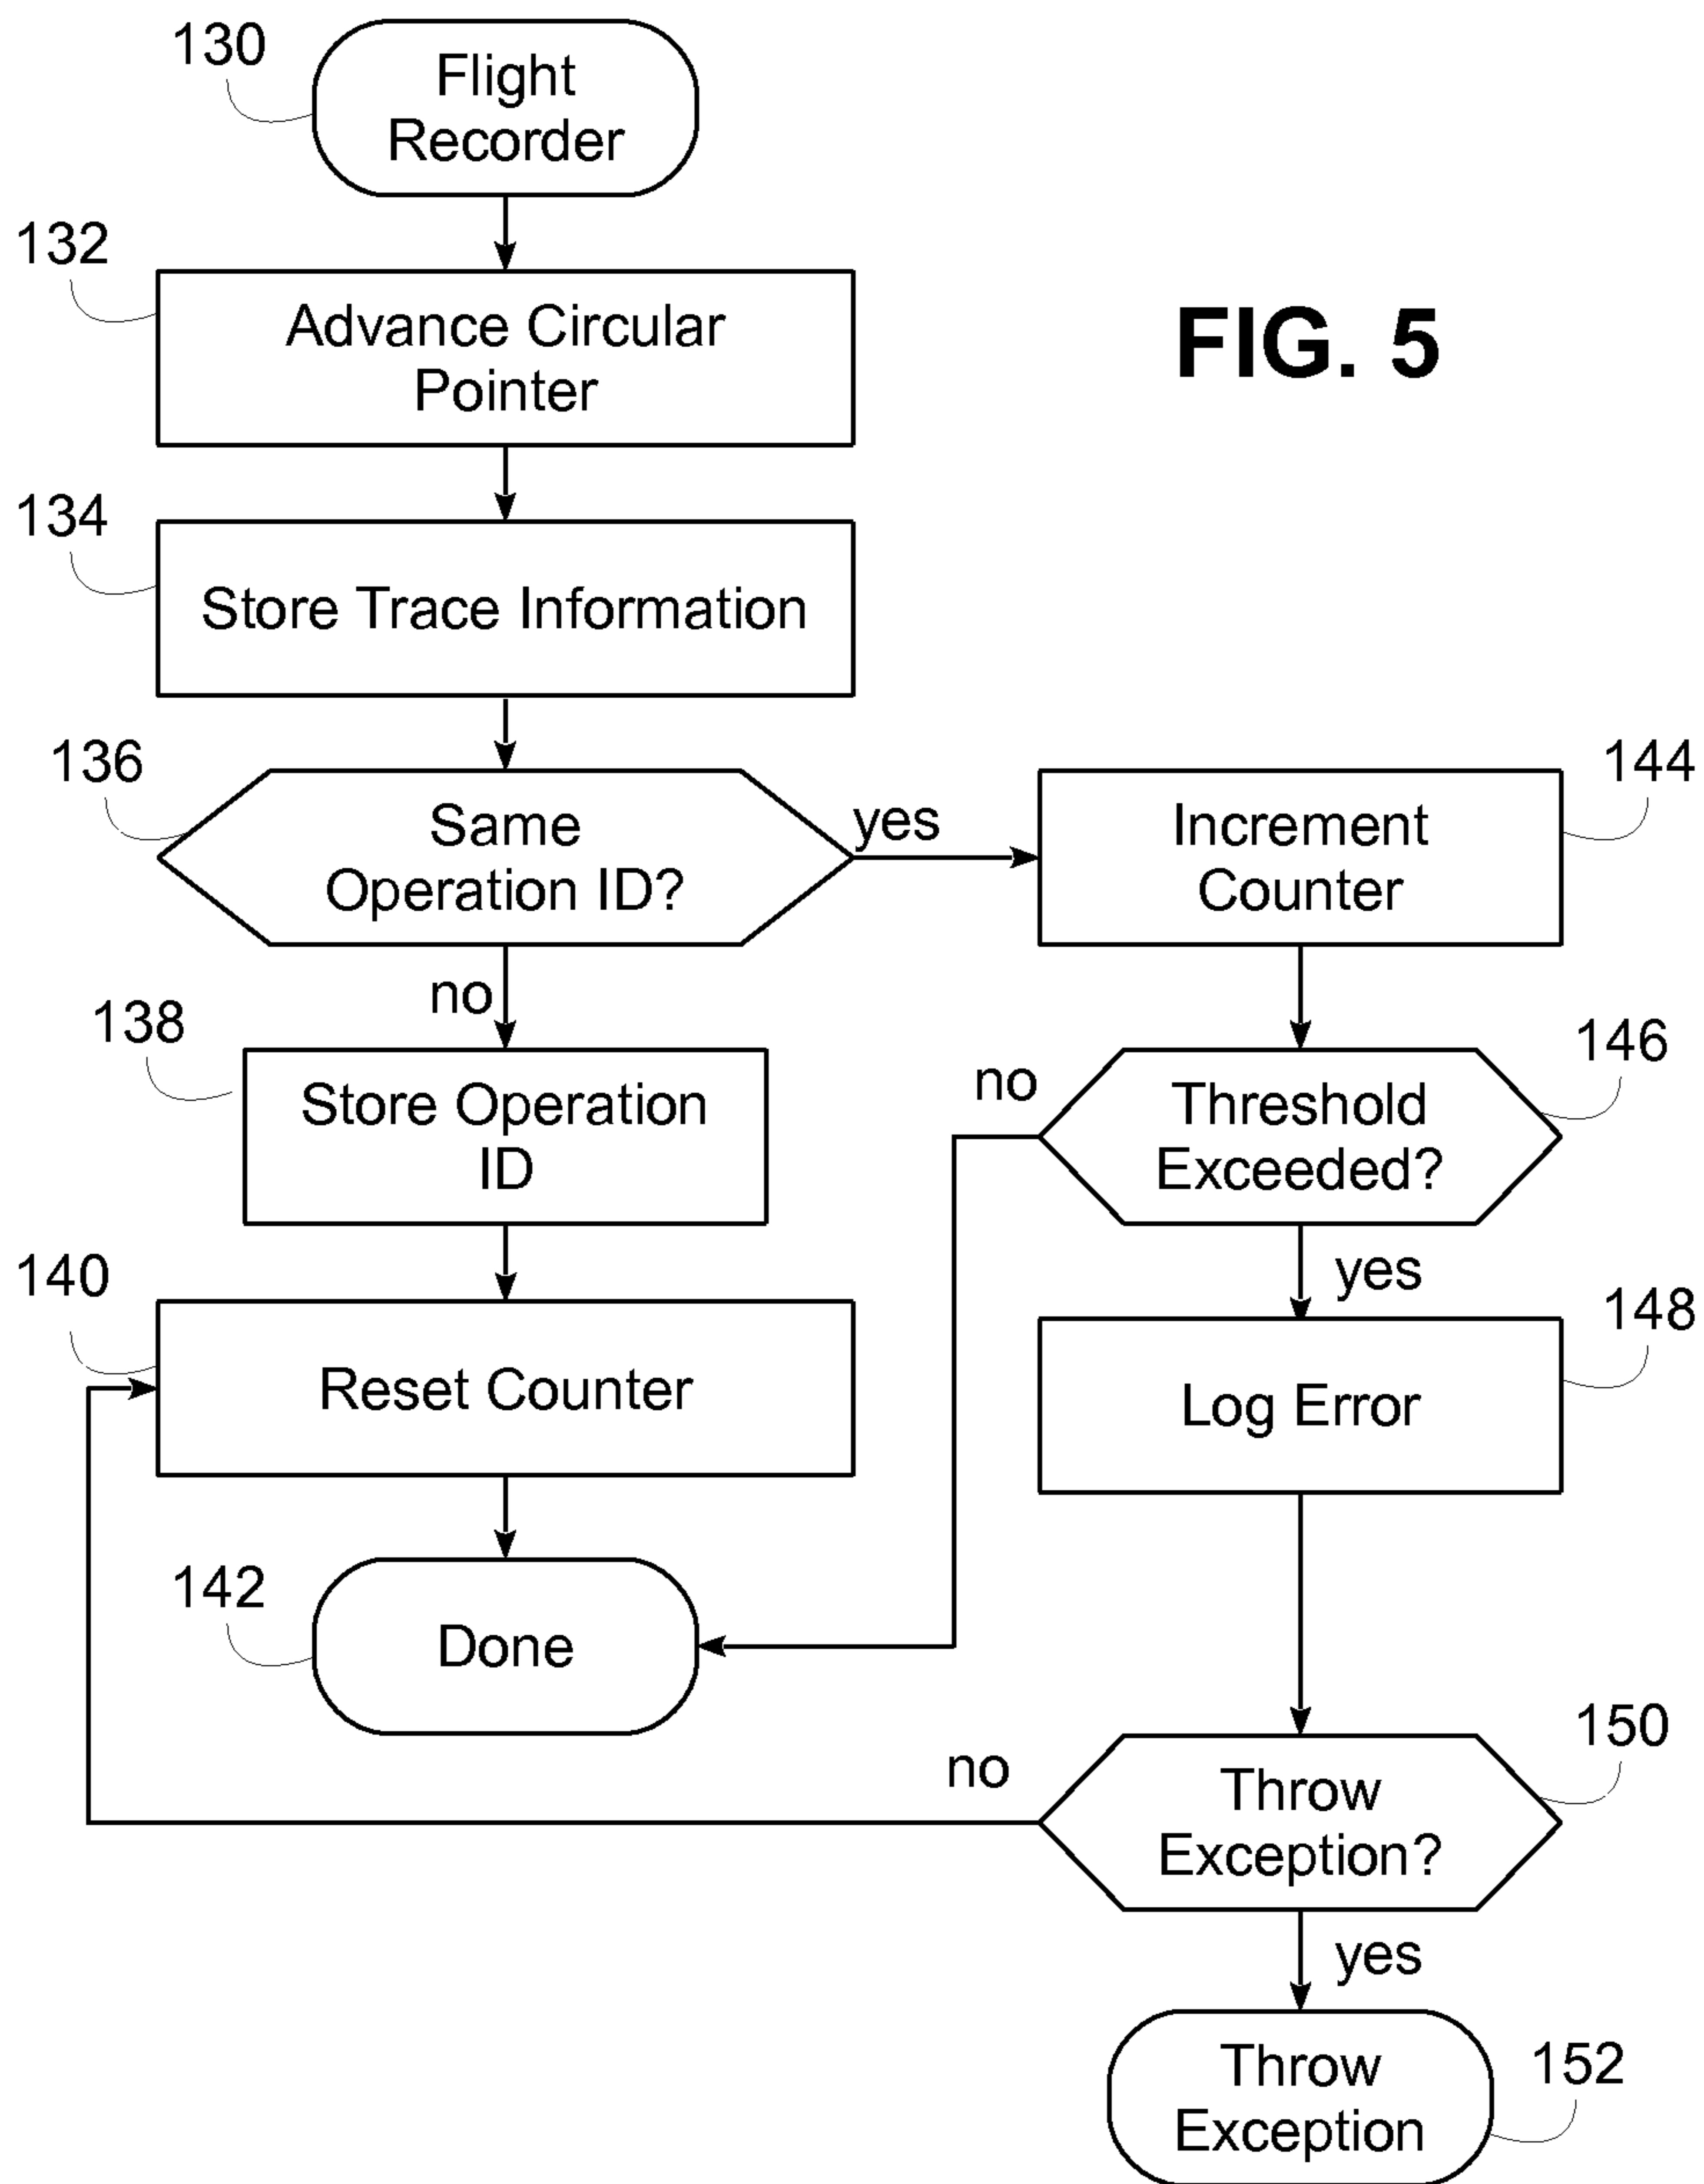 130
Flight
Recorder
132
Advance Circular
Pointer
FIG. 5
134
Store Trace Information
136
Same
Operation ID?
yes
144
Increment
Counter
no
138
Store Operation
ID
no
146
Threshold
Exceeded?
yes
140
Reset Counter
148
Log Error
142
Done
no
150
Throw
Exception?
yes
152
Throw
Exception